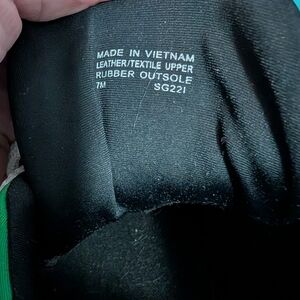 MADE IN VIETNAM
LEATHER/TEXTILE UPPER
RUBBER OUTSOLE
7M SG22I